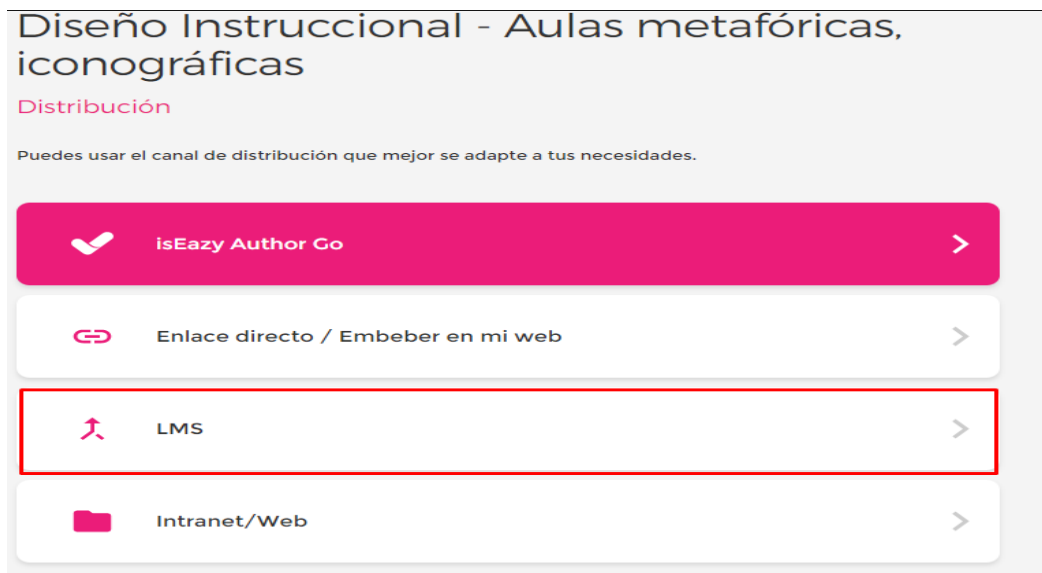 Diseño Instruccional - Aulas metafóricas,
iconográficas
Distribución
Puedes usar el canal de distribución que mejor se adapte a tus necesidades.
isEazy Author Go
Enlace directo / Embeber en mi web
LMS
Intranet/Web